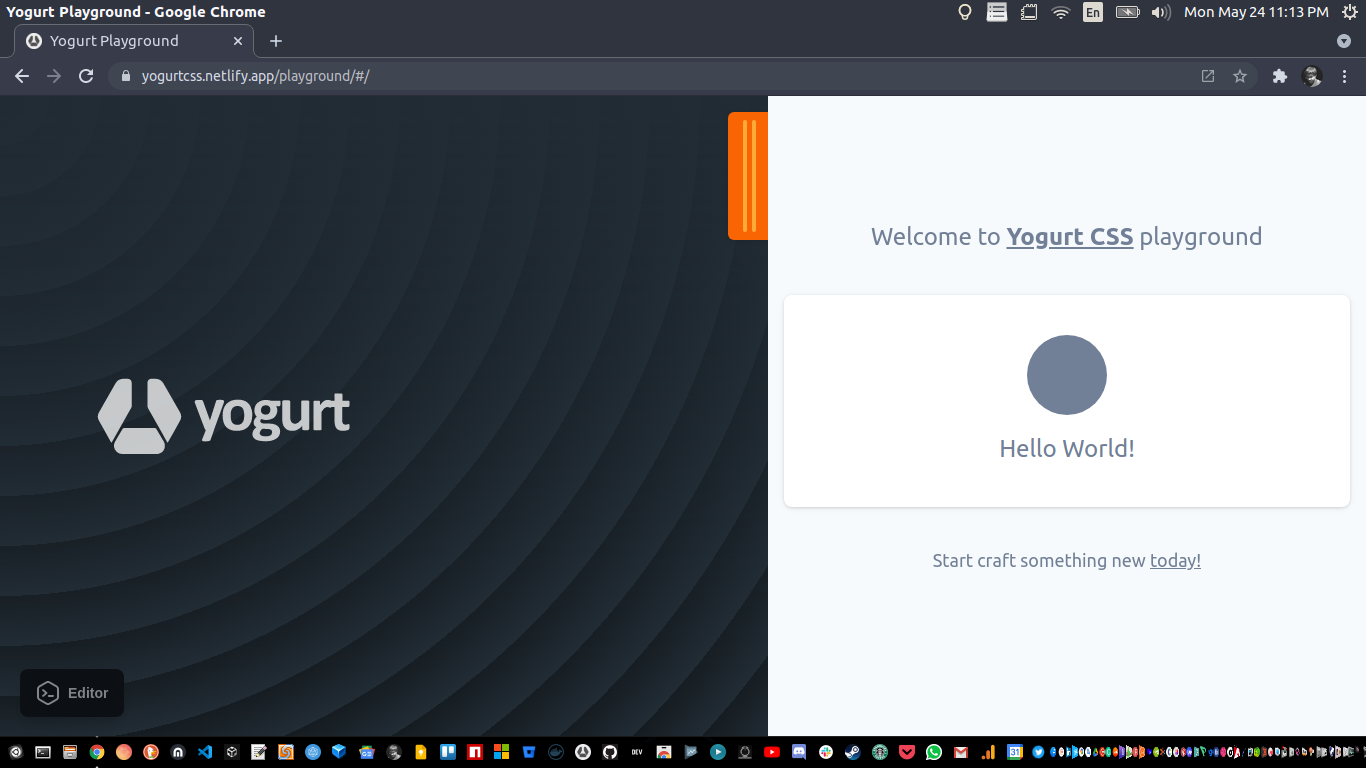 Yogurt Playground - Google Chrome
En
Mon May 24 11:13 PM
Yogurt Playground
yogurtcss.netlify.app/playground/#/
Welcome to Yogurt CSS playground
yogurt
Hello World!
Start craft something new today!
Editor
DEV
31